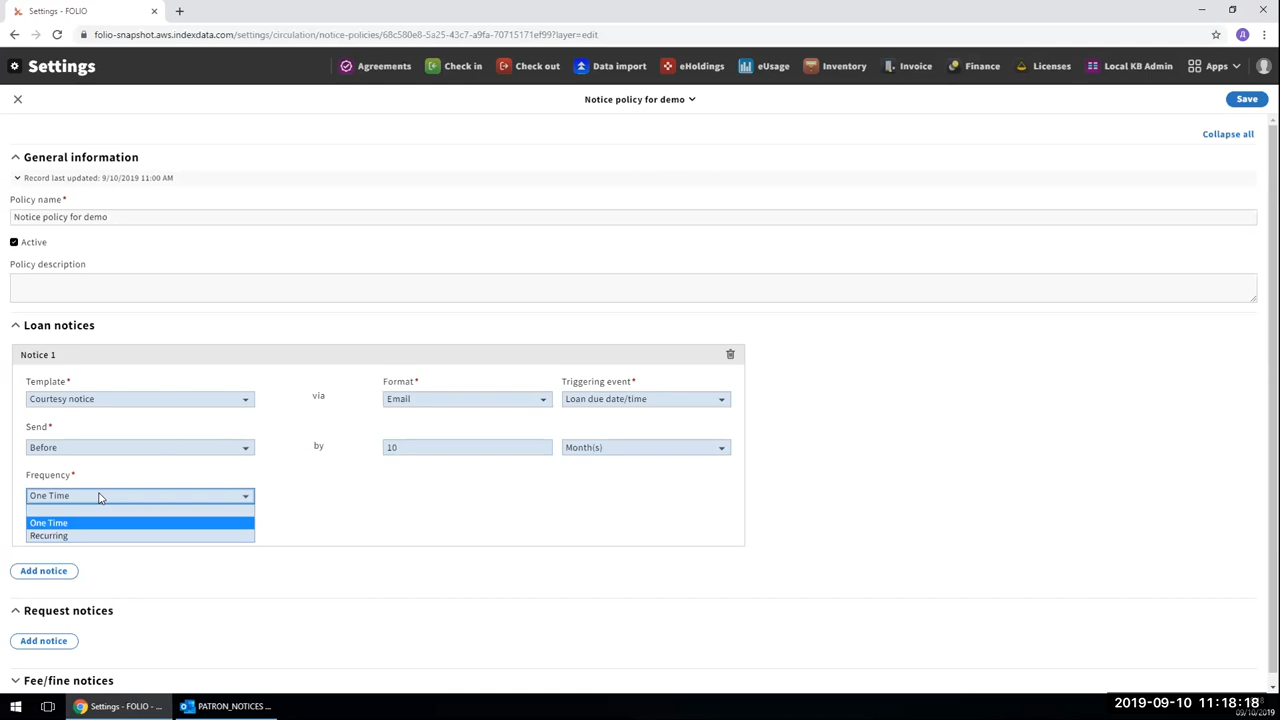 Settings - FOLIO
folio-snapshot.aws.indexdata.com/settings/circulation/notice-policies/68c580e8-5a25-43c7-a9fa-70715171ef99?layer=edit
Д
Settings
Agreements
Check in
Check out
Data import
eHoldings
eUsage
Inventory
Invoice
Finance
Licenses
Local KB Admin
Apps
Notice policy for demo
Save
Collapse all
General information
Record last updated: 9/10/2019 11:00 AM
Policy name*
Notice policy for demo
Active
Policy description
Loan notices
Notice 1
Template*
Format*
Triggering event*
Courtesy notice
via
Email
Loan due date/time
Send*
Before
by
10
Month(s)
Frequency*
One Time
One Time
Recurring
Add notice
Request notices
Add notice
Fee/fine notices
Settings - FOLIO - ...
PATRON_NOTICES ...
2019-09-10 11:18:18
09/10/2019